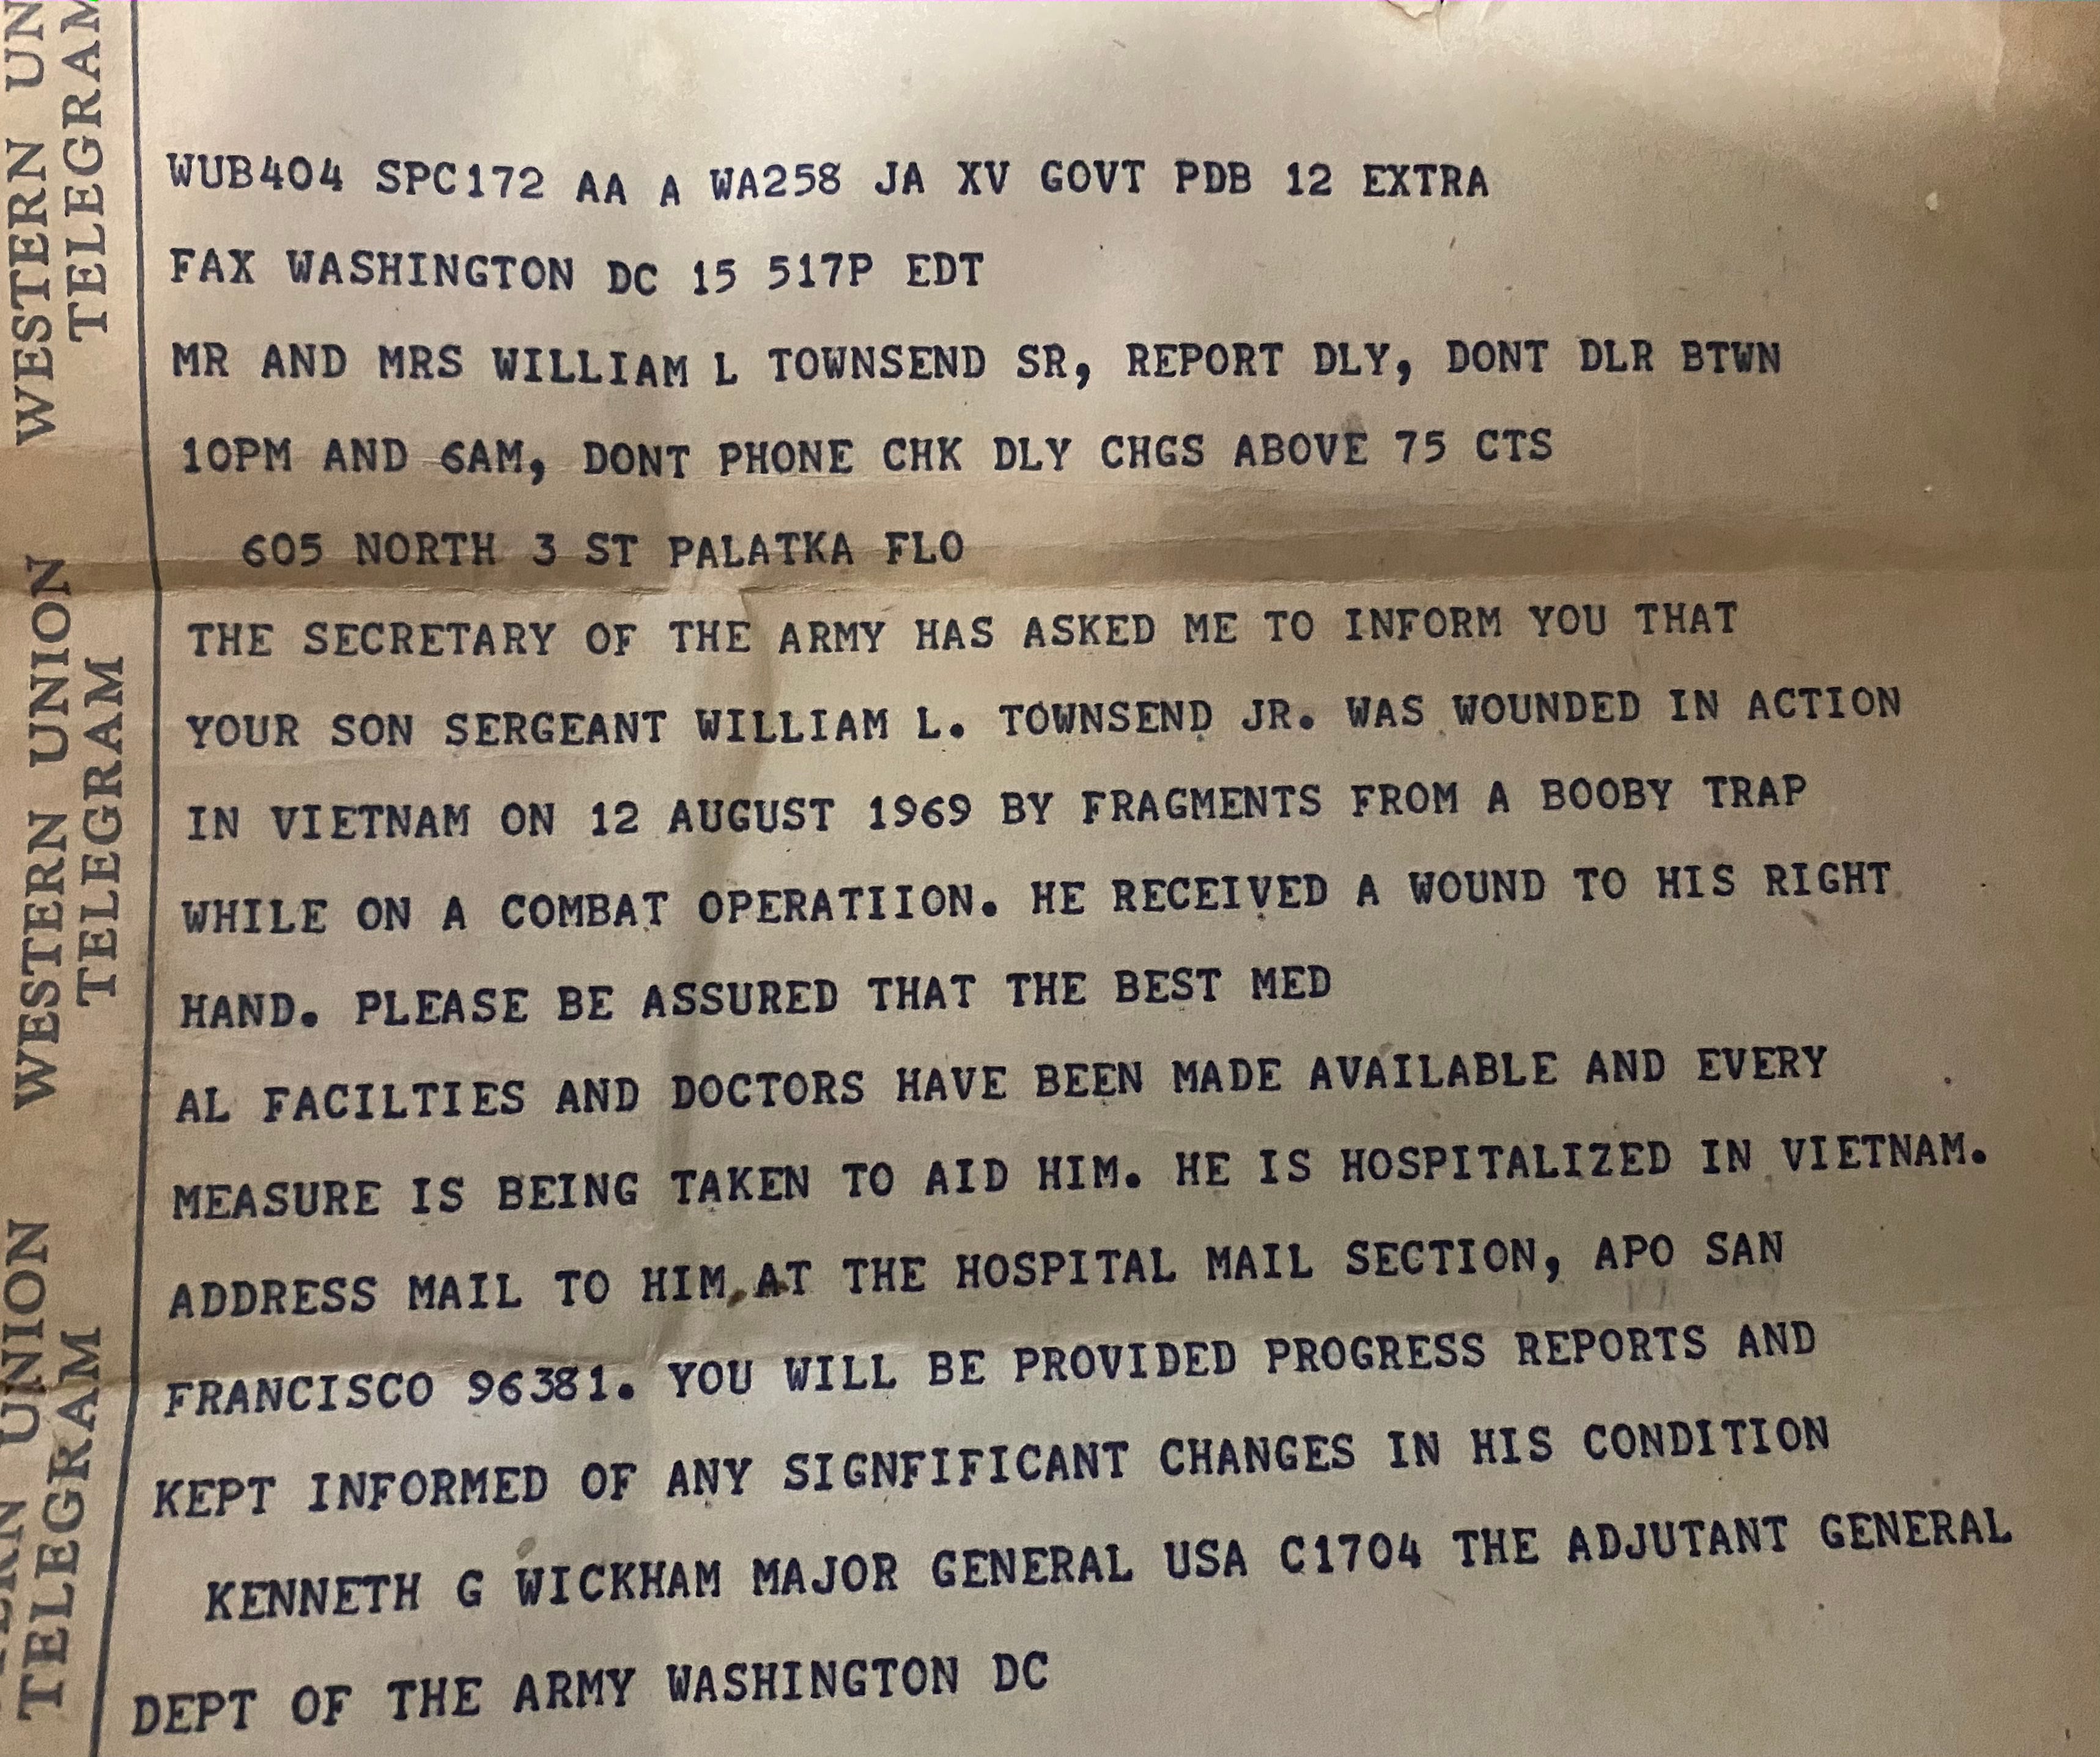 WESTERN UN
TELEGRAM
WESTERN UNION
TELEGRAM
UNION
TELEGRAM
WUB404 SPC172 AA A WA258 JA XV GOVT PDB 12 EXTRA
FAX WASHINGTON DC 15 517P EDT
MR AND MRS WILLIAM L TOWNSEND SR, REPORT DLY, DONT DLR BTWN
10PM AND 6AM, DONT PHONE CHK DLY CHGS ABOVE 75 CTS
605 NORTH 3 ST PALATKA FLO
THE SECRETARY OF THE ARMY HAS ASKED ME TO INFORM YOU THAT
YOUR SON SERGEANT WILLIAM L. TOWNSEND JR. WAS WOUNDED IN ACTION
IN VIETNAM ON 12 AUGUST 1969 BY FRAGMENTS FROM A BOOBY TRAP
WHILE ON A COMBAT OPERATIION. HE RECEIVED A WOUND TO HIS RIGHT
HAND. PLEASE BE ASSURED THAT THE BEST MED
AL FACILTIES AND DOCTORS HAVE BEEN MADE AVAILABLE AND EVERY
MEASURE IS BEING TAKEN TO AID HIM. HE IS HOSPITALIZED IN VIETNAM.
ADDRESS MAIL TO HIM AT THE HOSPITAL MAIL SECTION, APO SAN
FRANCISCO 96381. YOU WILL BE PROVIDED PROGRESS REPORTS AND
KEPT INFORMED OF ANY SIGNFIFICANT CHANGES IN HIS CONDITION
KENNETH G WICKHAM MAJOR GENERAL USA C1704 THE ADJUTANT GENERAL
DEPT OF THE ARMY WASHINGTON DC